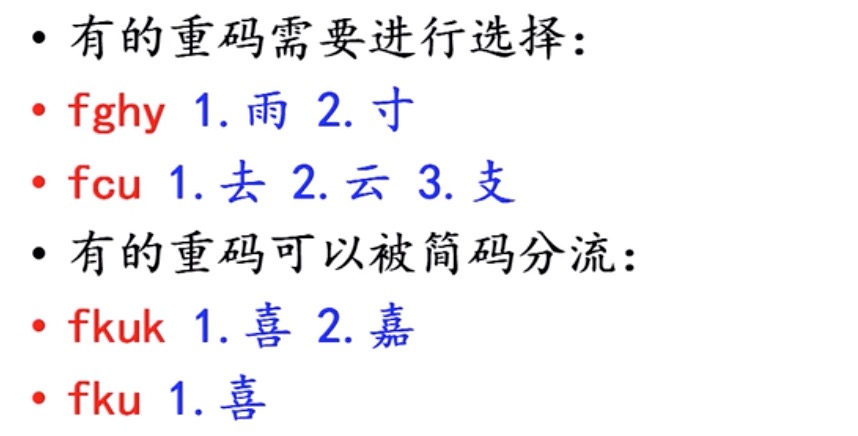 • 有的重码需要进行选择：
• fghy 1.雨 2.寸
• fcu 1.去 2.云 3.支
• 有的重码可以被简码分流：
• fkuk 1.喜 2.嘉
• fku 1.喜